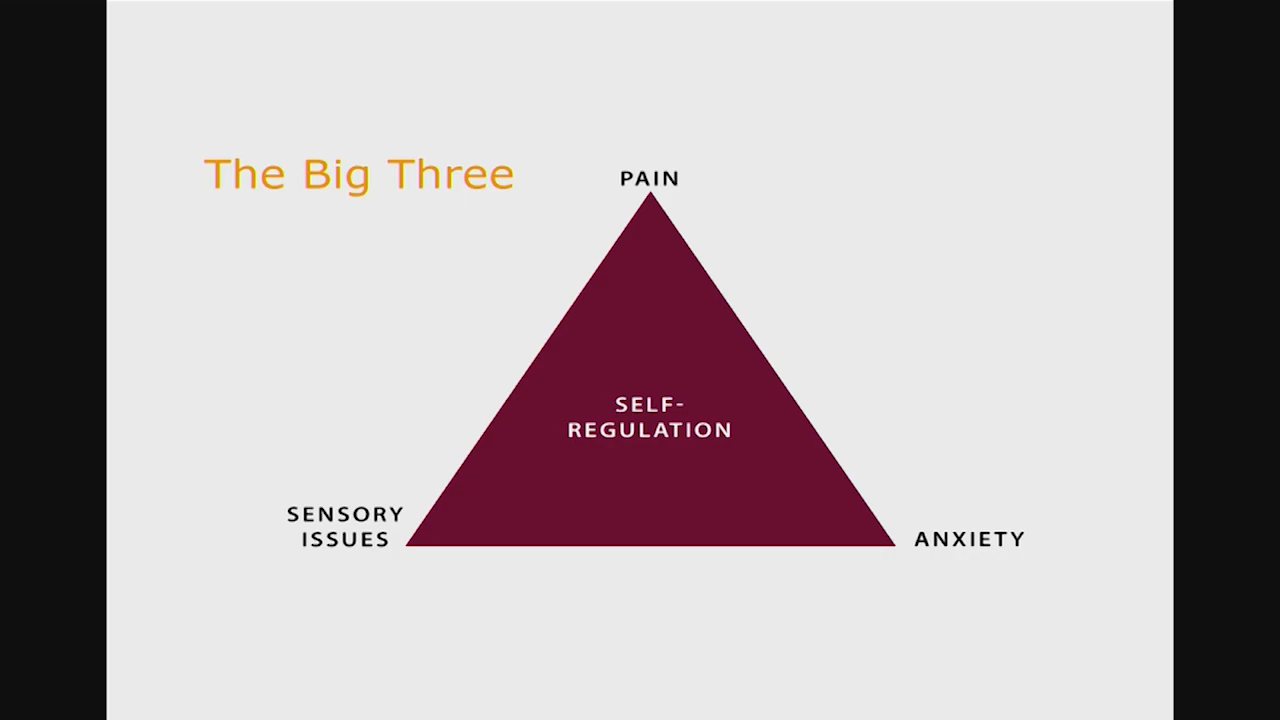 The Big Three
PAIN
SELF-
REGULATION
SENSORY
ISSUES
ANXIETY